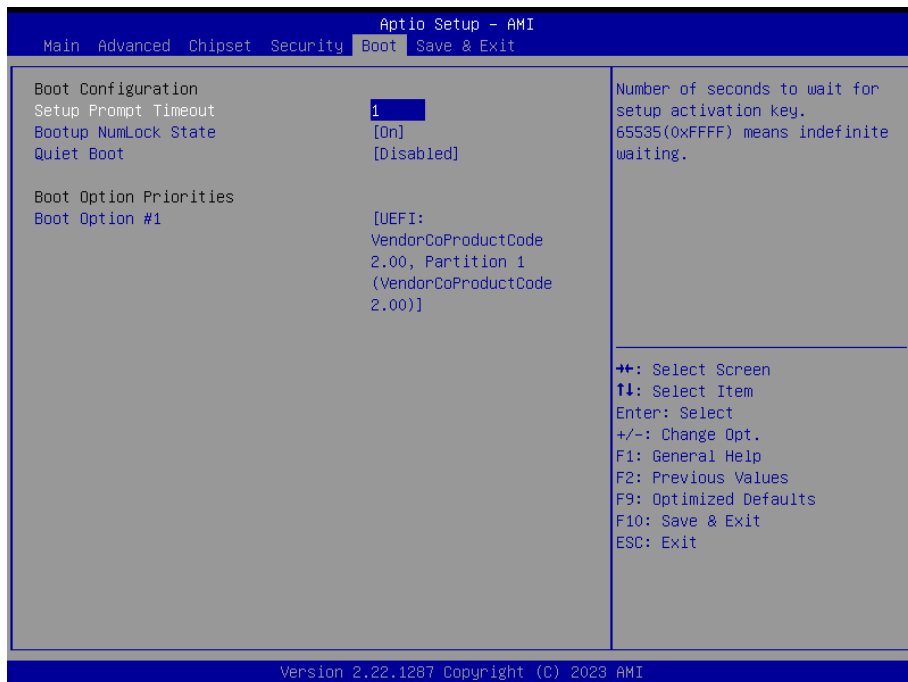 Aptio Setup – AMI
Main Advanced Chipset Security Boot Save & Exit
Boot Configuration
Setup Prompt Timeout 1
Bootup NumLock State [On]
Quiet Boot [Disabled]
Boot Option Priorities
Boot Option #1 [UEFI:
VendorCoProductCode
2.00, Partition 1
(VendorCoProductCode
2.00)]
Number of seconds to wait for
setup activation key.
65535(0xFFFF) means indefinite
waiting.
→←: Select Screen
↑↓: Select Item
Enter: Select
+/-: Change Opt.
F1: General Help
F2: Previous Values
F9: Optimized Defaults
F10: Save & Exit
ESC: Exit
Version 2.22.1287 Copyright (C) 2023 AMI